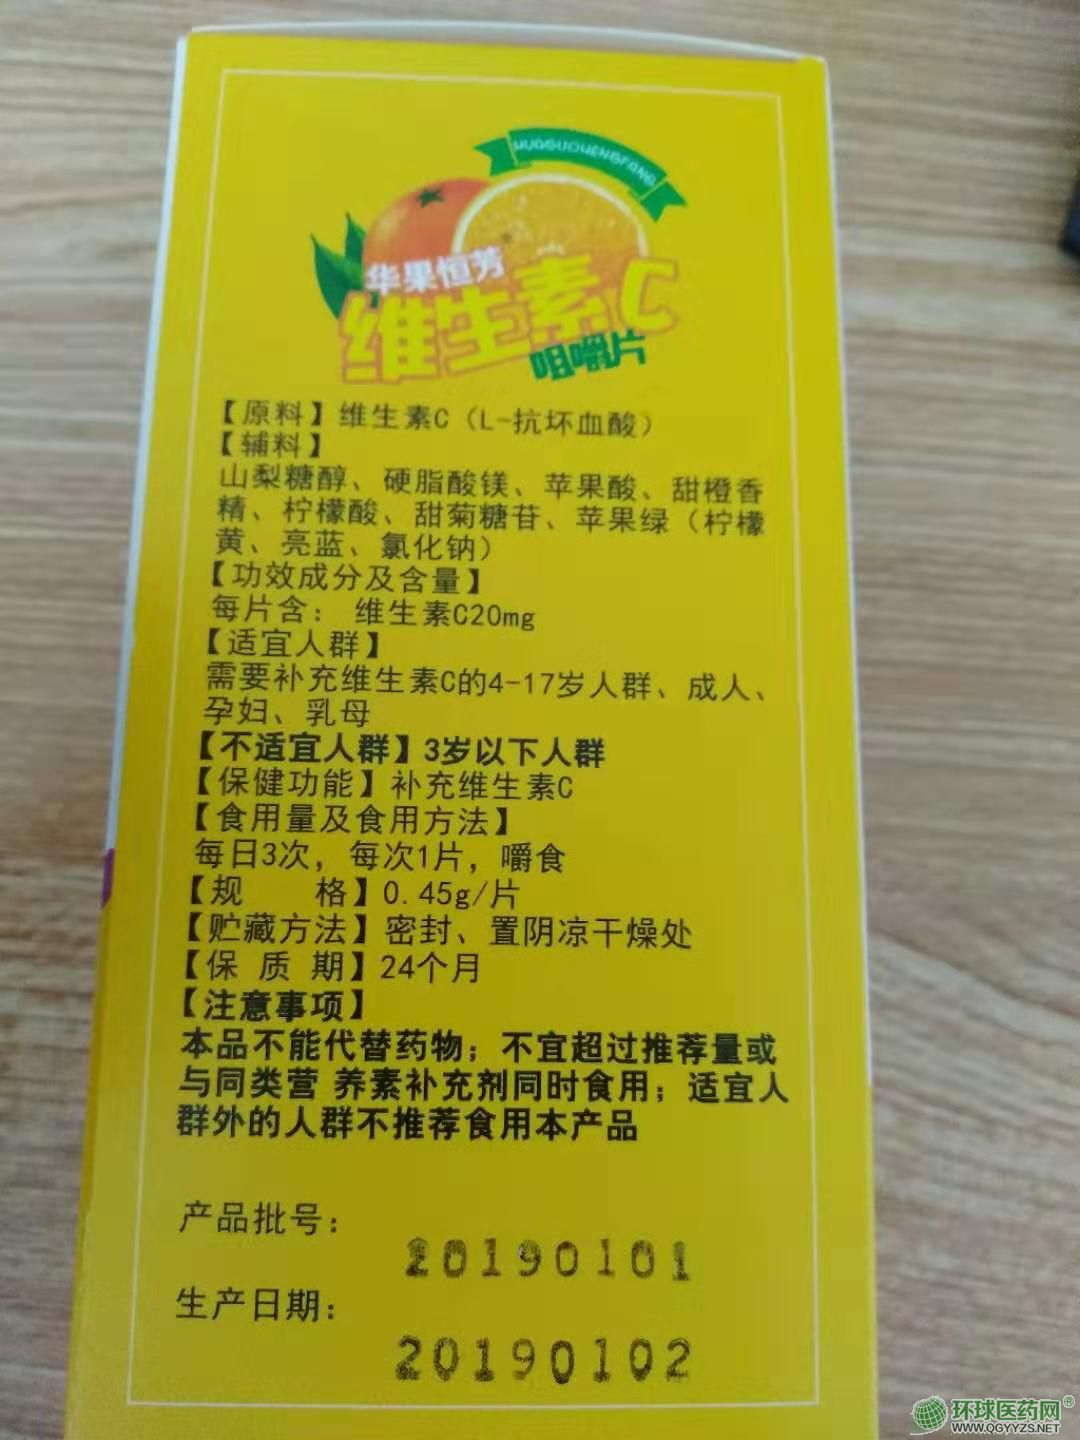 HUAGUOHENGFANG
华果恒芳
维生素C
咀嚼片
【原料】维生素C（L-抗坏血酸）
【辅料】
山梨糖醇、硬脂酸镁、苹果酸、甜橙香
精、柠檬酸、甜菊糖苷、苹果绿（柠檬
黄、亮蓝、氯化钠）
【功效成分及含量】
每片含： 维生素C20mg
【适宜人群】
需要补充维生素C的4-17岁人群、成人、
孕妇、乳母
【不适宜人群】3岁以下人群
【保健功能】补充维生素C
【食用量及食用方法】
每日3次，每次1片，嚼食
【规 格】0.45g/片
【贮藏方法】密封、置阴凉干燥处
【保 质 期】24个月
【注意事项】
本品不能代替药物；不宜超过推荐量或
与同类营 养素补充剂同时食用；适宜人
群外的人群不推荐食用本产品
产品批号：
20190101
生产日期：
20190102
环球医药网®
WWW.QGYYZS.NET